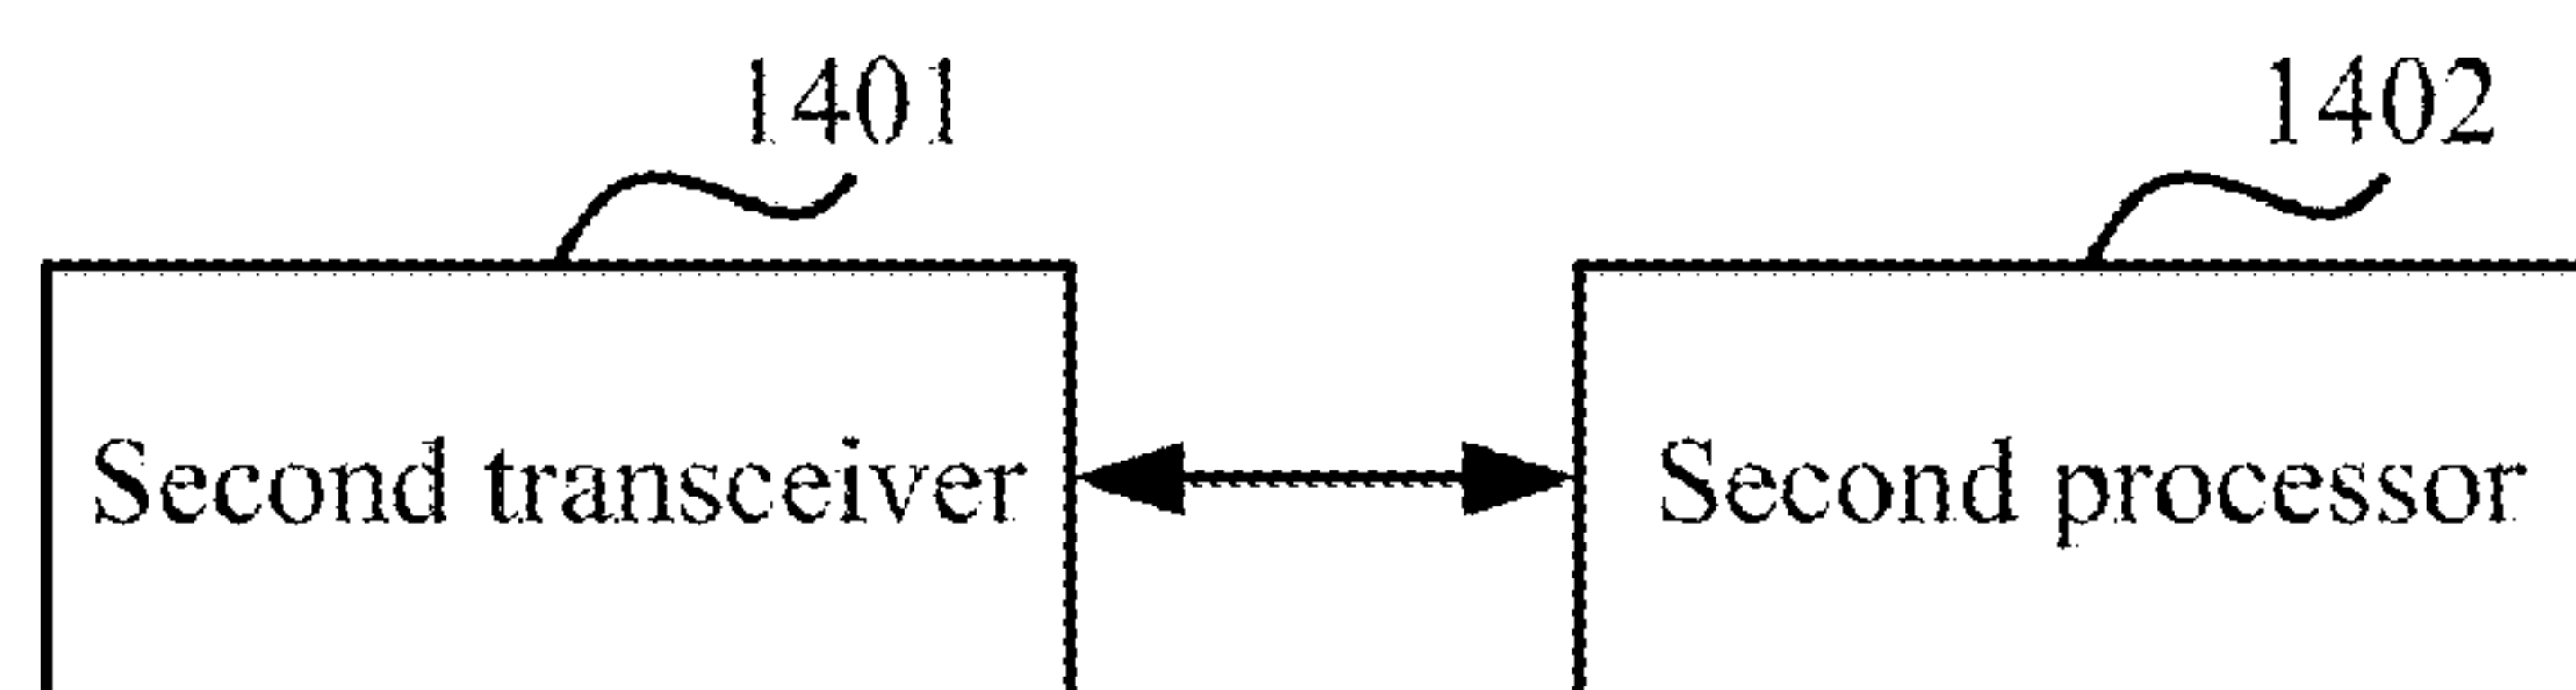 1401
1402
Second transceiver
Second processor